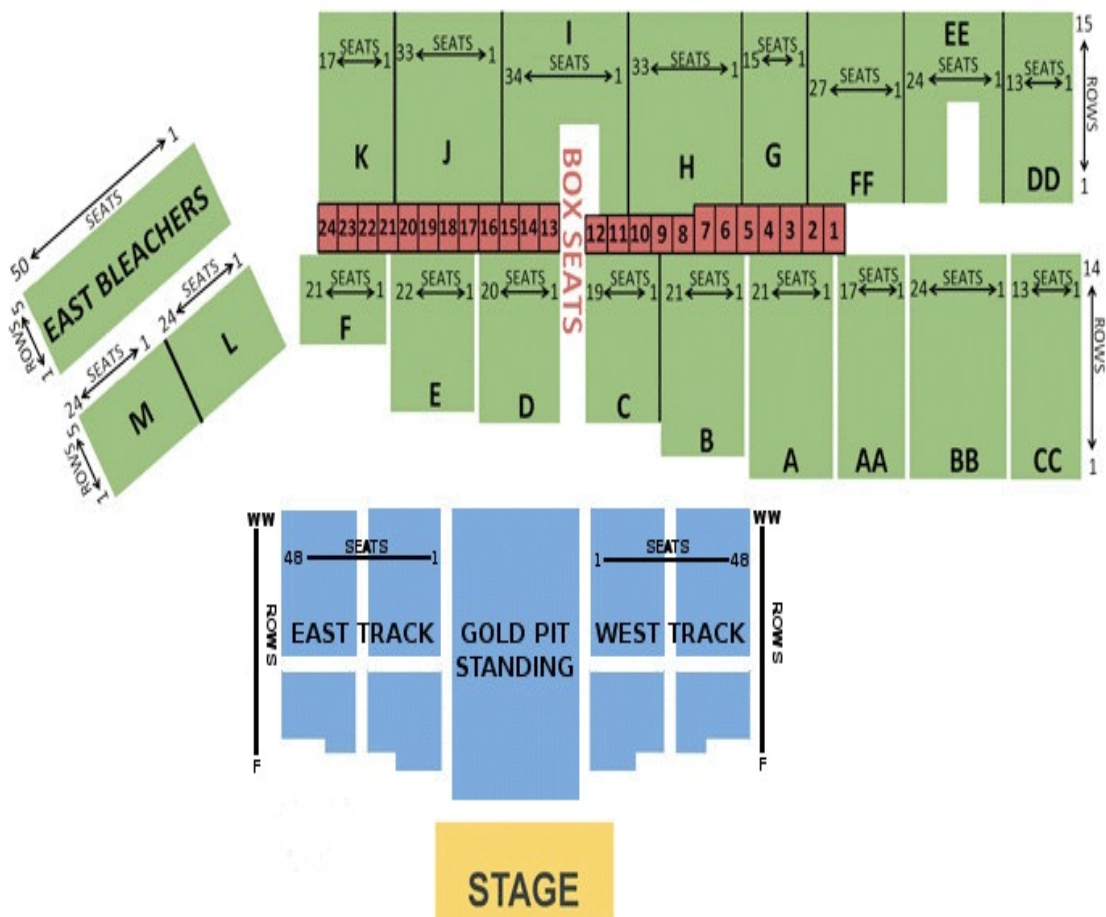 I
EE
15
SEATS
17 1
SEATS
33 1
SEATS
34 1
SEATS
33 1
SEATS
15 1
SEATS
27 1
SEATS
24 1
SEATS
13 1
ROWS
1
K
J
H
G
FF
DD
BOX SEATS
24 23 22 21 20 19 18 17 16 15 14 13
12 11 10 9 8 7 6 5 4 3 2 1
50 SEATS 1
EAST BLEACHERS
5
ROWS
1
24 SEATS 1
L
24 SEATS 1
M
5
ROWS
1
SEATS
21 1
F
SEATS
22 1
E
SEATS
20 1
D
SEATS
19 1
C
SEATS
21 1
B
SEATS
21 1
A
SEATS
17 1
AA
SEATS
24 1
BB
SEATS
13 1
CC
14
ROWS
1
WW
ROWS
F
SEATS
48 1
EAST TRACK
GOLD PIT
STANDING
SEATS
1 48
WEST TRACK
WW
ROWS
F
STAGE